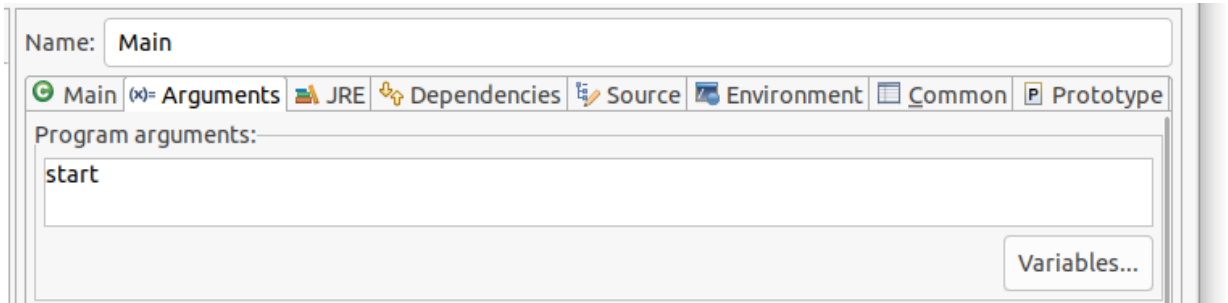 Name: Main
Main (x)= Arguments JRE Dependencies Source Environment Common P Prototype
Program arguments:
start
Variables...